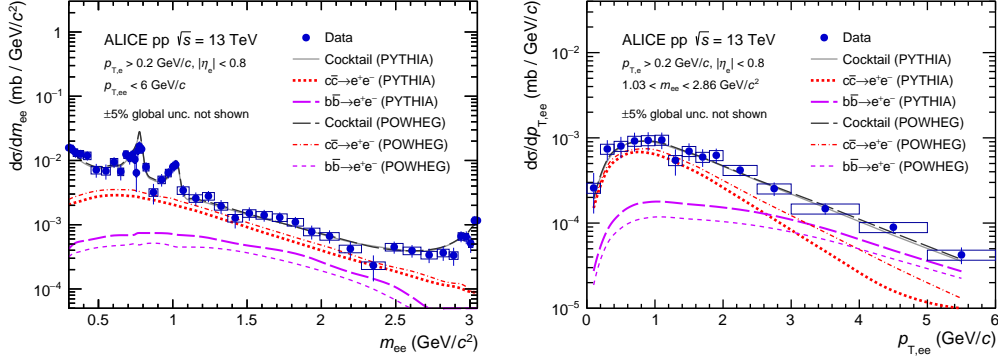 dσ/dm_ee (mb / GeV/c²)
1
10⁻¹
10⁻²
10⁻³
10⁻⁴
ALICE pp √s = 13 TeV
p_T,e > 0.2 GeV/c, |η_e| < 0.8
p_T,ee < 6 GeV/c
±5% global unc. not shown
Data
Cocktail (PYTHIA)
cc̅→e⁺e⁻ (PYTHIA)
bb̅→e⁺e⁻ (PYTHIA)
Cocktail (POWHEG)
cc̅→e⁺e⁻ (POWHEG)
bb̅→e⁺e⁻ (POWHEG)
0.5 1 1.5 2 2.5 3
m_ee (GeV/c²)
dσ/dp_T,ee (mb / GeV/c)
10⁻²
10⁻³
10⁻⁴
10⁻⁵
ALICE pp √s = 13 TeV
p_T,e > 0.2 GeV/c, |η_e| < 0.8
1.03 < m_ee < 2.86 GeV/c²
±5% global unc. not shown
Data
Cocktail (PYTHIA)
cc̅→e⁺e⁻ (PYTHIA)
bb̅→e⁺e⁻ (PYTHIA)
Cocktail (POWHEG)
cc̅→e⁺e⁻ (POWHEG)
bb̅→e⁺e⁻ (POWHEG)
0 1 2 3 4 5 6
p_T,ee (GeV/c)